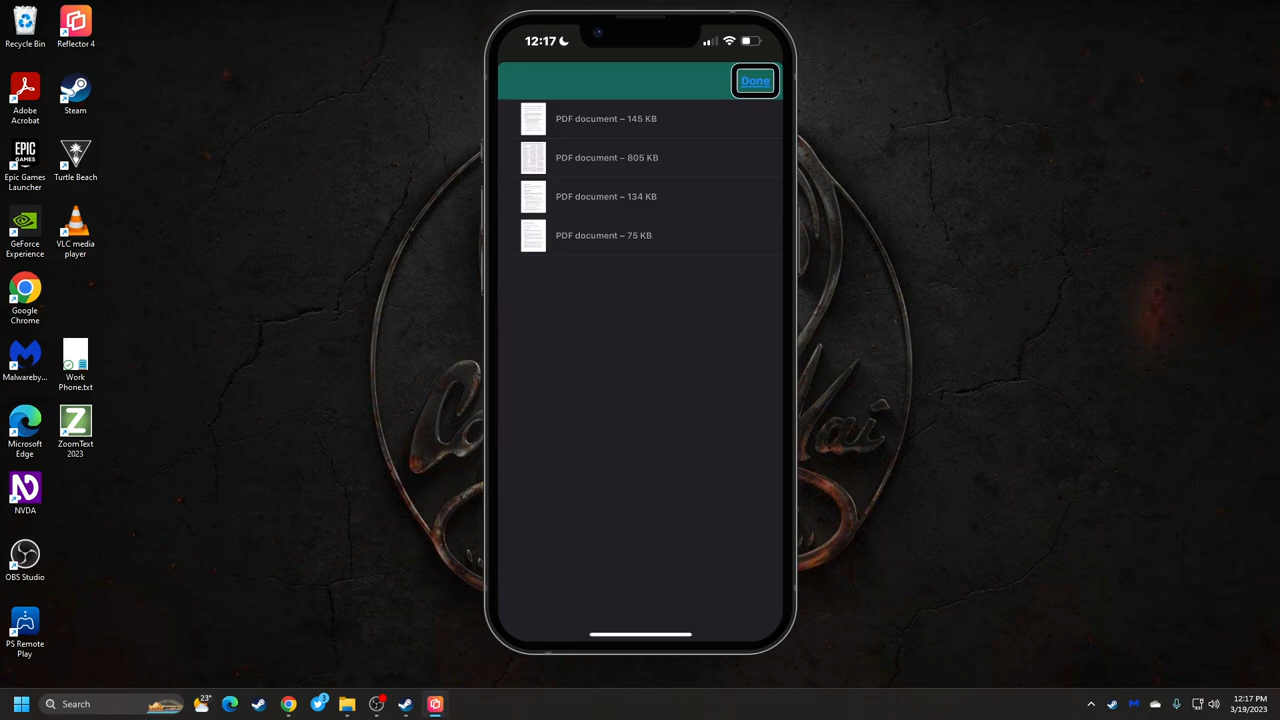 Recycle Bin
Reflector 4
Adobe
Acrobat
Steam
EPIC
GAMES
Epic Games
Launcher
Turtle Beach
GeForce
Experience
VLC media
player
Google
Chrome
Malwareby...
Work
Phone.txt
Microsoft
Edge
ZoomText
2023
NVDA
OBS Studio
PS Remote
Play
12:17
Done
PDF document – 145 KB
PDF document – 805 KB
PDF document – 134 KB
PDF document – 75 KB
ai
Search
23°
3
12:17 PM
3/19/2023